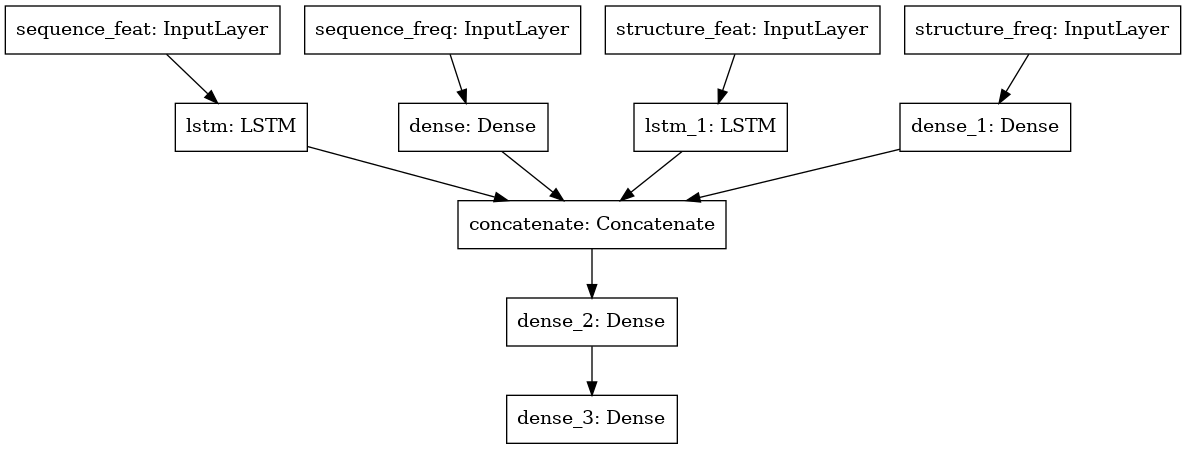 sequence_feat: InputLayer
sequence_freq: InputLayer
structure_feat: InputLayer
structure_freq: InputLayer
lstm: LSTM
dense: Dense
lstm_1: LSTM
dense_1: Dense
concatenate: Concatenate
dense_2: Dense
dense_3: Dense